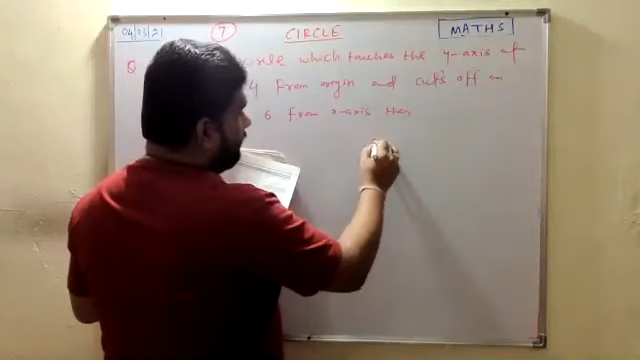 04/03/21 7 CIRCLE MATHS
Q which touches the y-axis at
4 from origin and cuts off an
6 from x-axis then